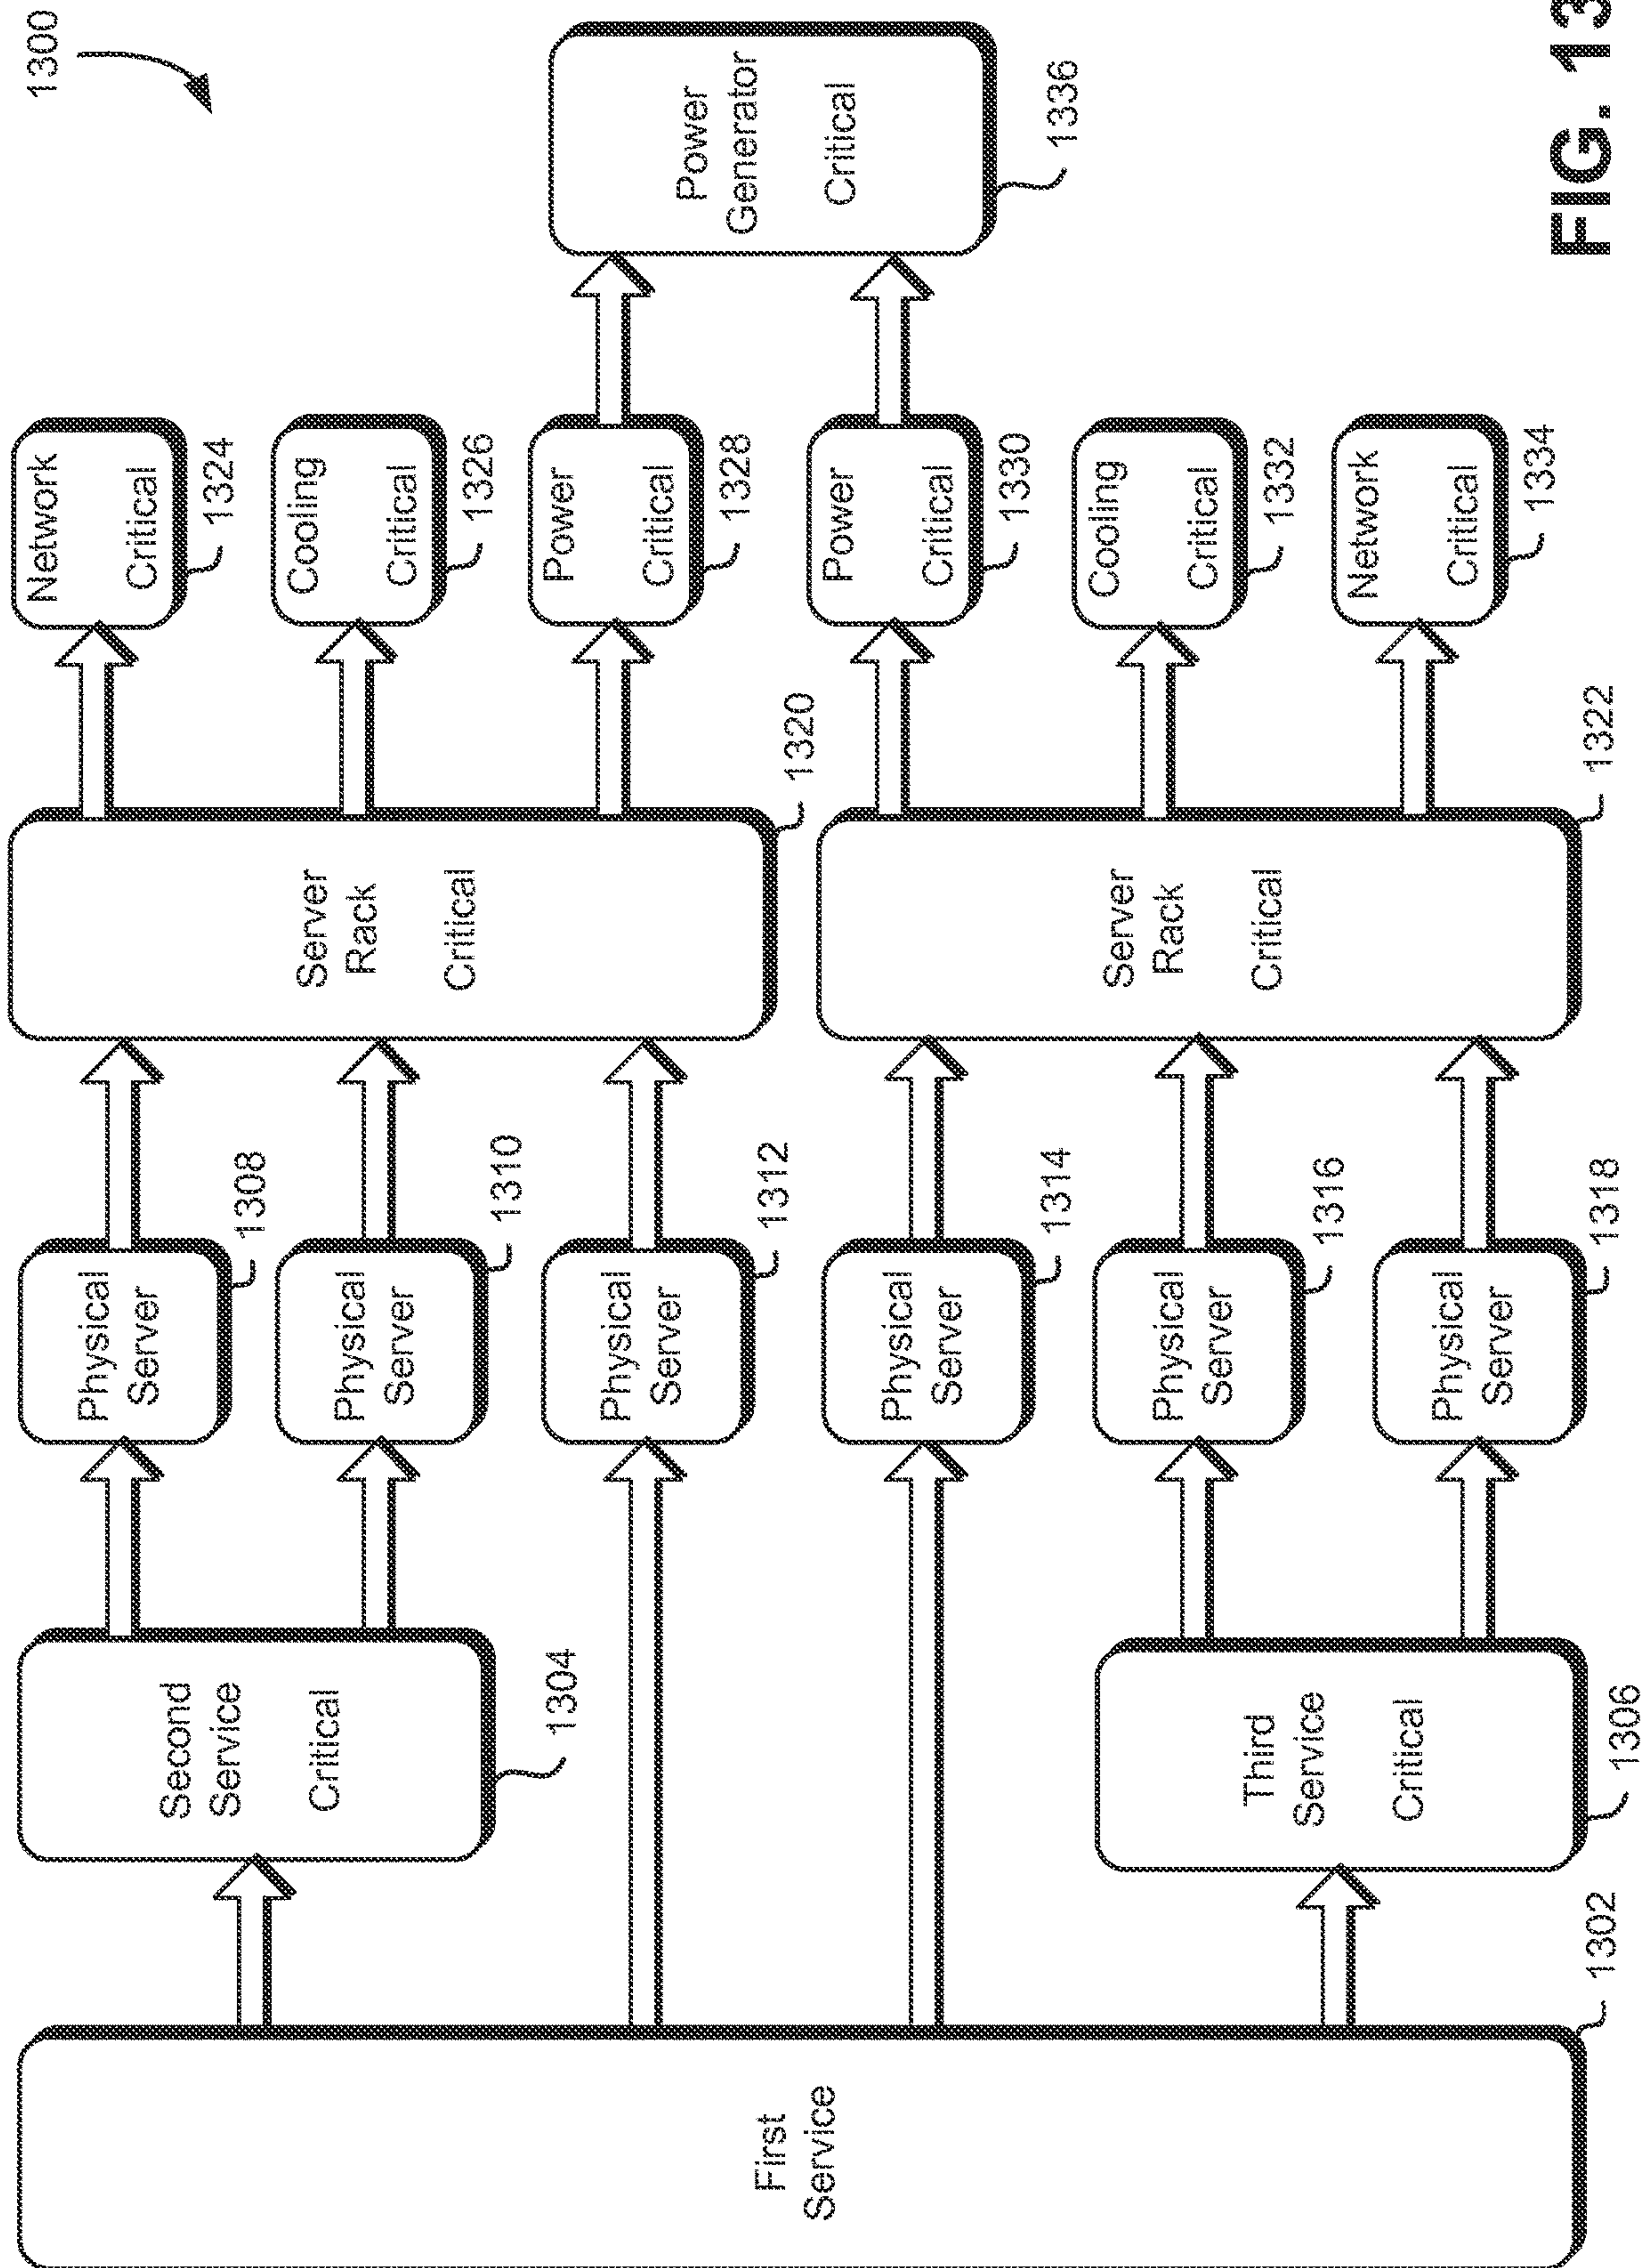 1300
First
Service
1302
Second
Service
Critical
1304
Third
Service
Critical
1306
Physical
Server
1308
Physical
Server
1310
Physical
Server
1312
Physical
Server
1314
Physical
Server
1316
Physical
Server
1318
Server
Rack
Critical
1320
Server
Rack
Critical
1322
Network
Critical
1324
Cooling
Critical
1326
Power
Critical
1328
Power
Critical
1330
Cooling
Critical
1332
Network
Critical
1334
Power
Generator
Critical
1336
FIG. 13